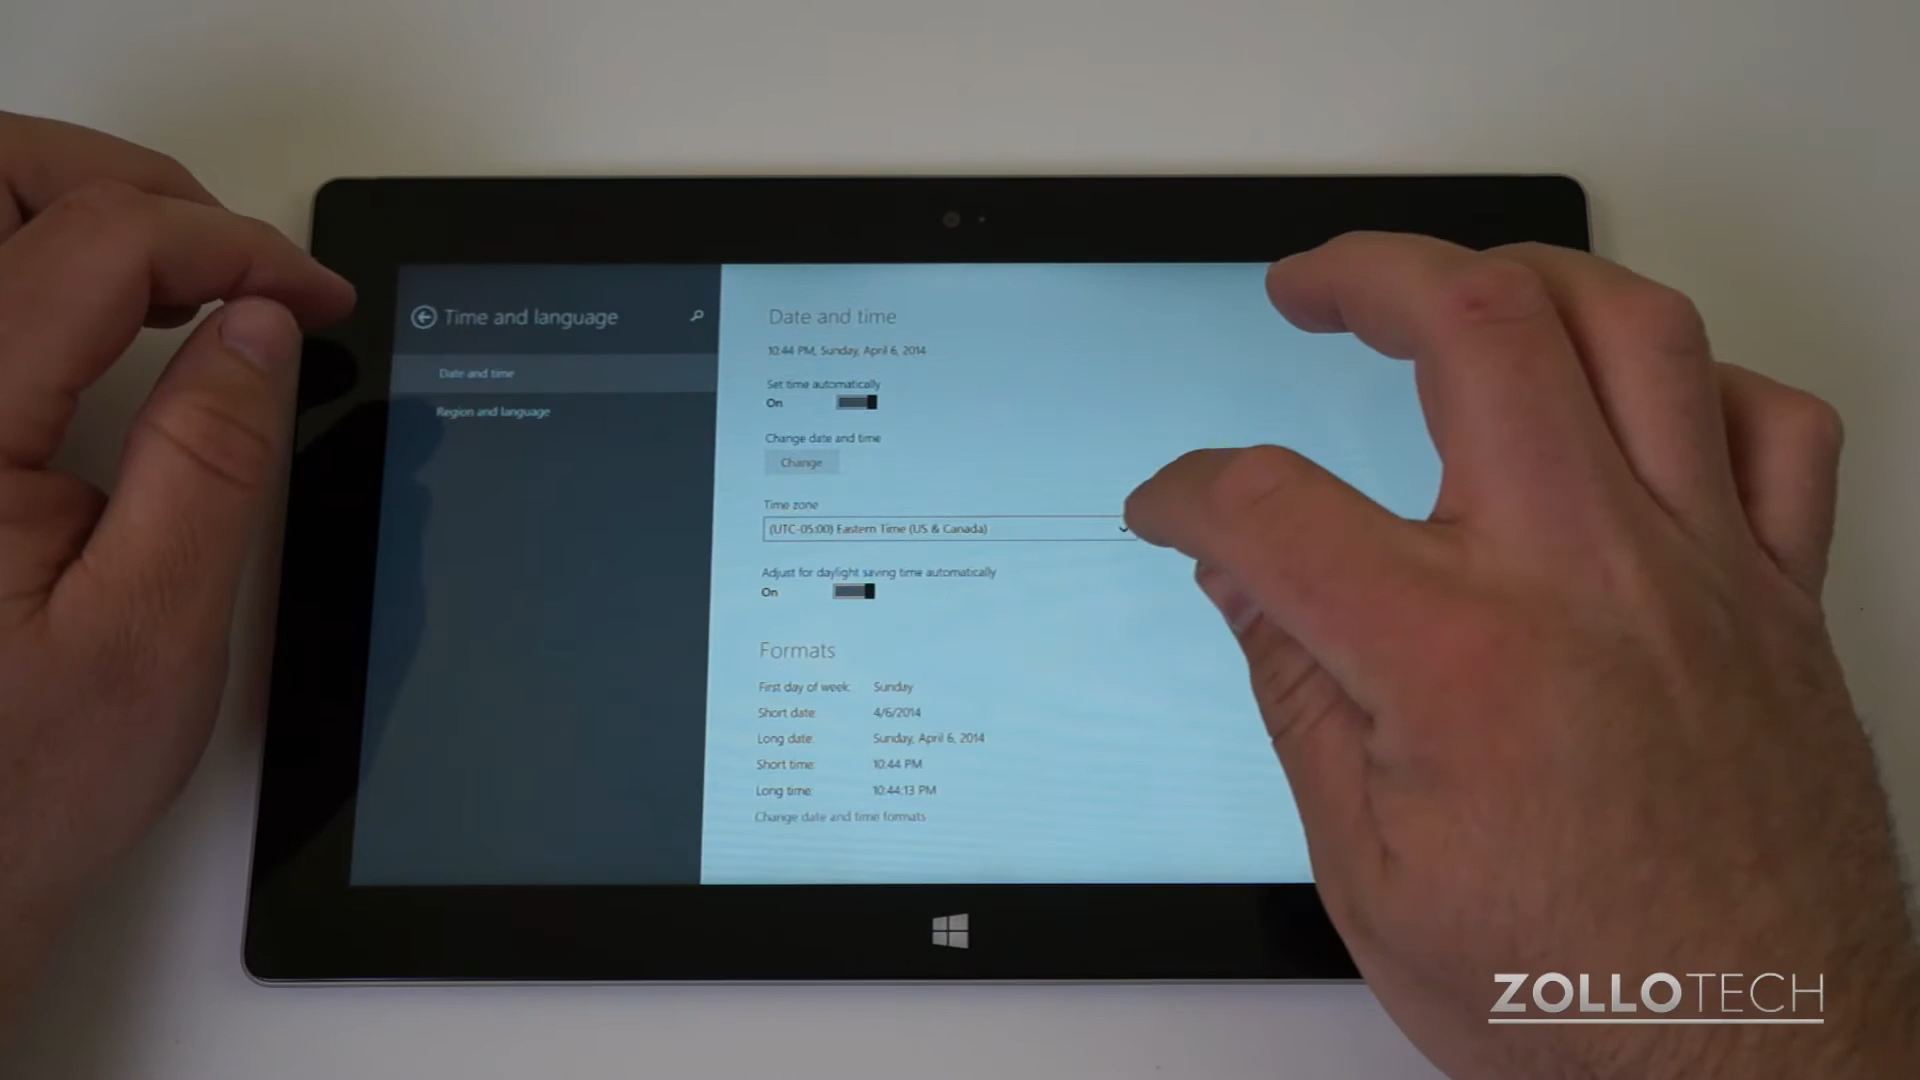 Time and language
Date and time
Region and language
Date and time
10:44 PM, Sunday, April 6, 2014
Set time automatically
On
Change date and time
Change
Time zone
(UTC-05:00) Eastern Time (US & Canada)
Adjust for daylight saving time automatically
On
Formats
First day of week: Sunday
Short date: 4/6/2014
Long date: Sunday, April 6, 2014
Short time: 10:44 PM
Long time: 10:44:13 PM
Change date and time formats
ZOLLOTECH